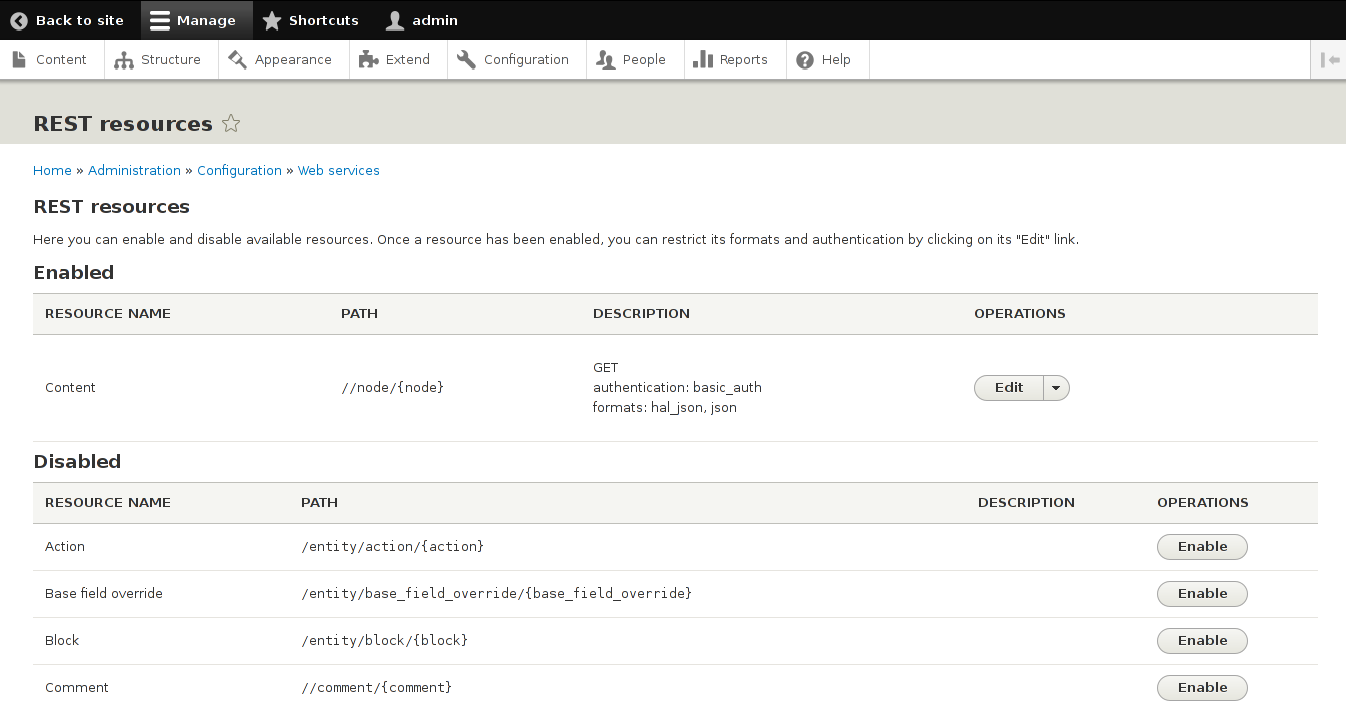 Back to site Manage Shortcuts admin
Content Structure Appearance Extend Configuration People Reports Help
REST resources
Home » Administration » Configuration » Web services
REST resources
Here you can enable and disable available resources. Once a resource has been enabled, you can restrict its formats and authentication by clicking on its "Edit" link.
Enabled
RESOURCE NAME PATH DESCRIPTION OPERATIONS
GET
Content //node/{node} authentication: basic_auth Edit
formats: hal_json, json
Disabled
RESOURCE NAME PATH DESCRIPTION OPERATIONS
Action /entity/action/{action} Enable
Base field override /entity/base_field_override/{base_field_override} Enable
Block /entity/block/{block} Enable
Comment //comment/{comment} Enable